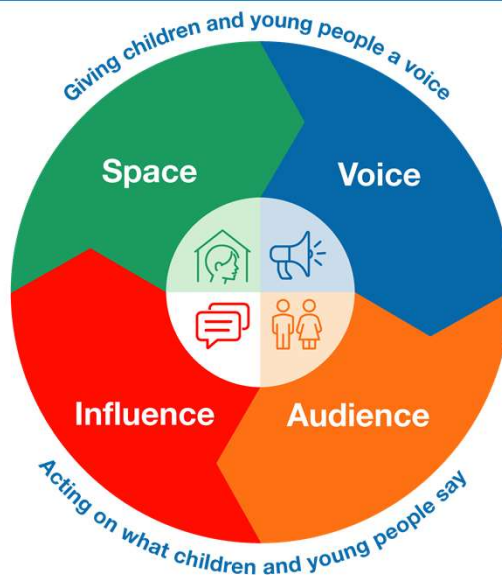 Giving children and young people a voice
Space
Voice
Influence
Audience
Acting on what children and young people say